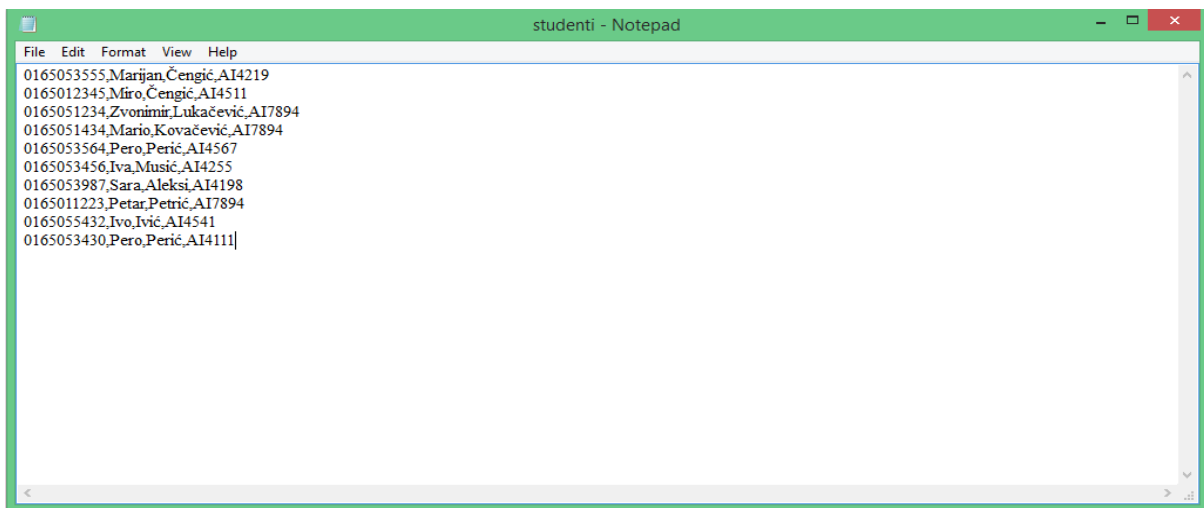 studenti - Notepad
File Edit Format View Help
0165053555,Marijan,Čengić,AI4219
0165012345,Miro,Čengić,AI4511
0165051234,Zvonimir,Lukačević,AI7894
0165051434,Mario,Kovačević,AI7894
0165053564,Pero,Perić,AI4567
0165053456,Iva,Musić,AI4255
0165053987,Sara,Aleksi,AI4198
0165011223,Petar,Petrić,AI7894
0165055432,Ivo,Ivić,AI4541
0165053430,Pero,Perić,AI4111